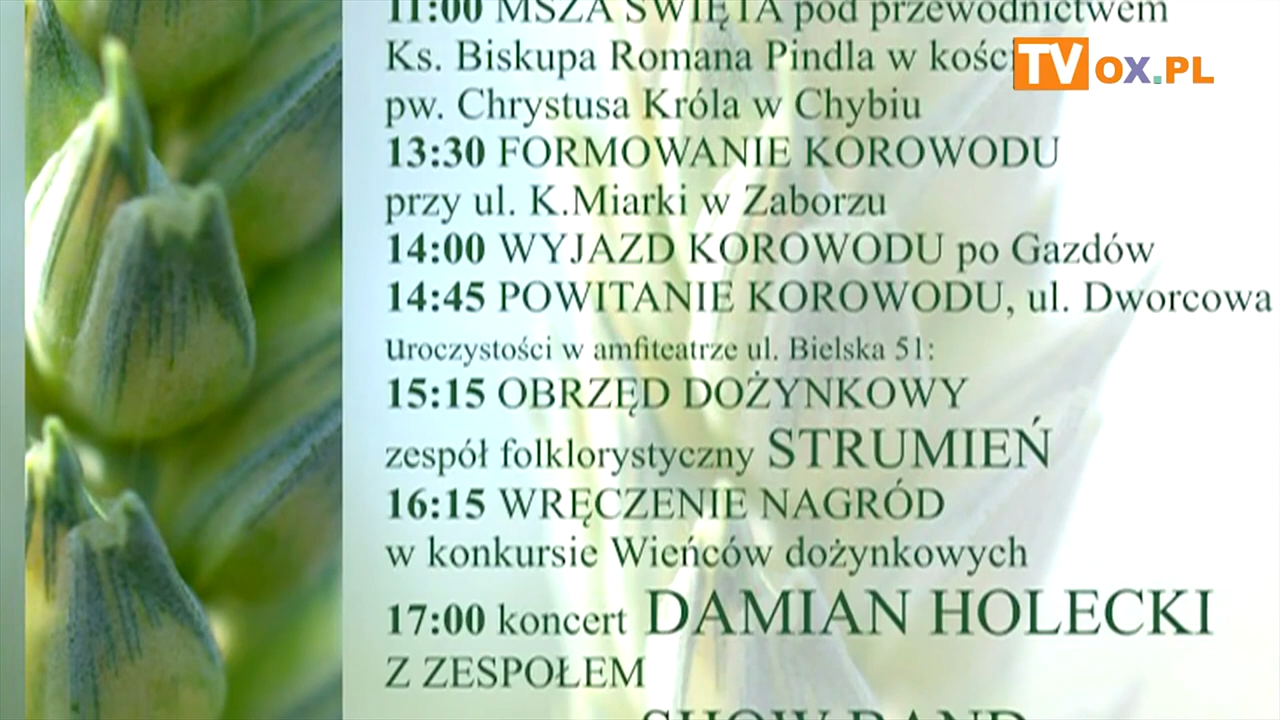 11:00 MSZA ŚWIĘTA pod przewodnictwem
Ks. Biskupa Romana Pindla w kośc
TVOX.PL
pw. Chrystusa Króla w Chybiu
13:30 FORMOWANIE KOROWODU
przy ul. K.Miarki w Zaborzu
14:00 WYJAZD KOROWODU po Gazdów
14:45 POWITANIE KOROWODU, ul. Dworcowa
uroczystości w amfiteatrze ul. Bielska 51:
15:15 OBRZĘD DOŻYNKOWY
zespół folklorystyczny STRUMIEŃ
16:15 WRĘCZENIE NAGRÓD
w konkursie Wieńców dożynkowych
17:00 koncert DAMIAN HOLECKI
Z ZESPOŁEM
SHOW BAND